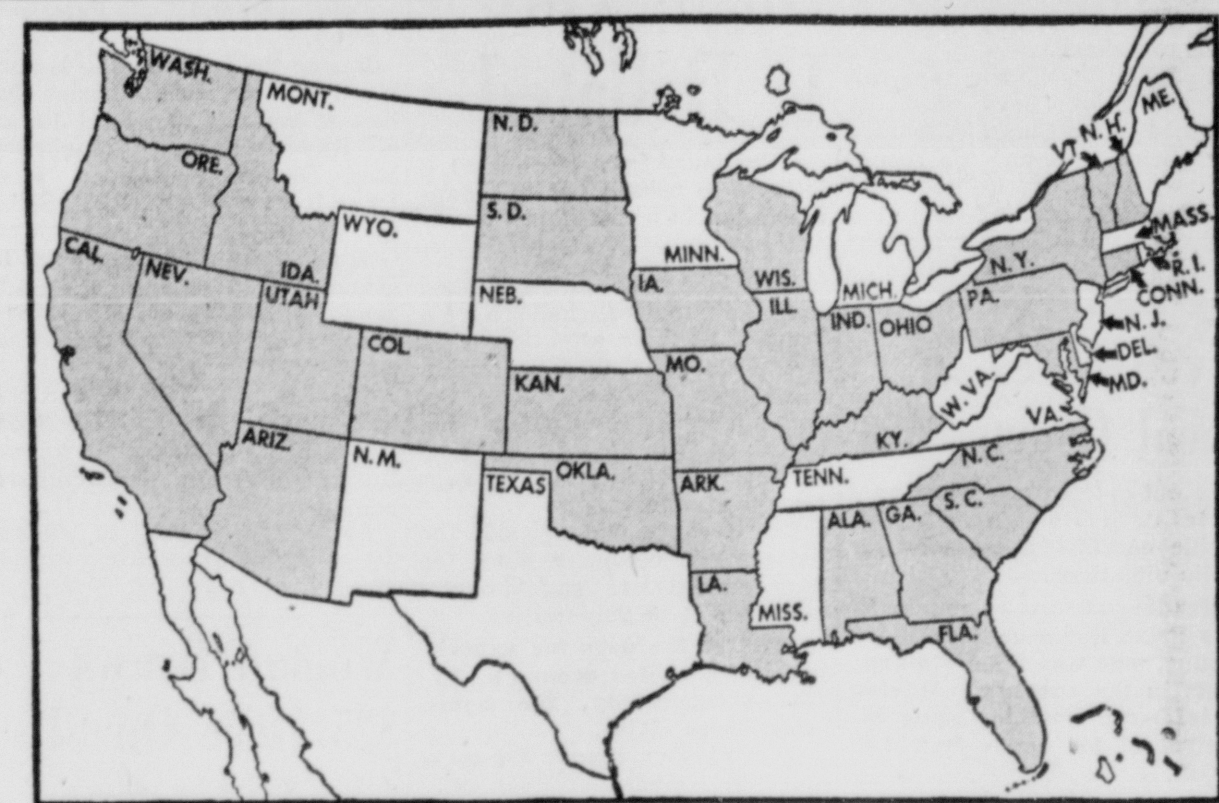 WASH.
MONT.
N. D.
ME.
VT.
N. H.
ORE.
S. D.
WYO.
MASS.
CAL.
NEV.
IDA.
MINN.
WIS.
N. Y.
R. I.
UTAH
NEB.
IA.
MICH.
PA.
CONN.
ILL.
IND.
OHIO
N. J.
COL.
MO.
DEL.
KAN.
W. VA.
MD.
VA.
ARIZ.
N. M.
KY.
N. C.
TEXAS
OKLA.
ARK.
TENN.
S. C.
ALA.
GA.
LA.
MISS.
FLA.